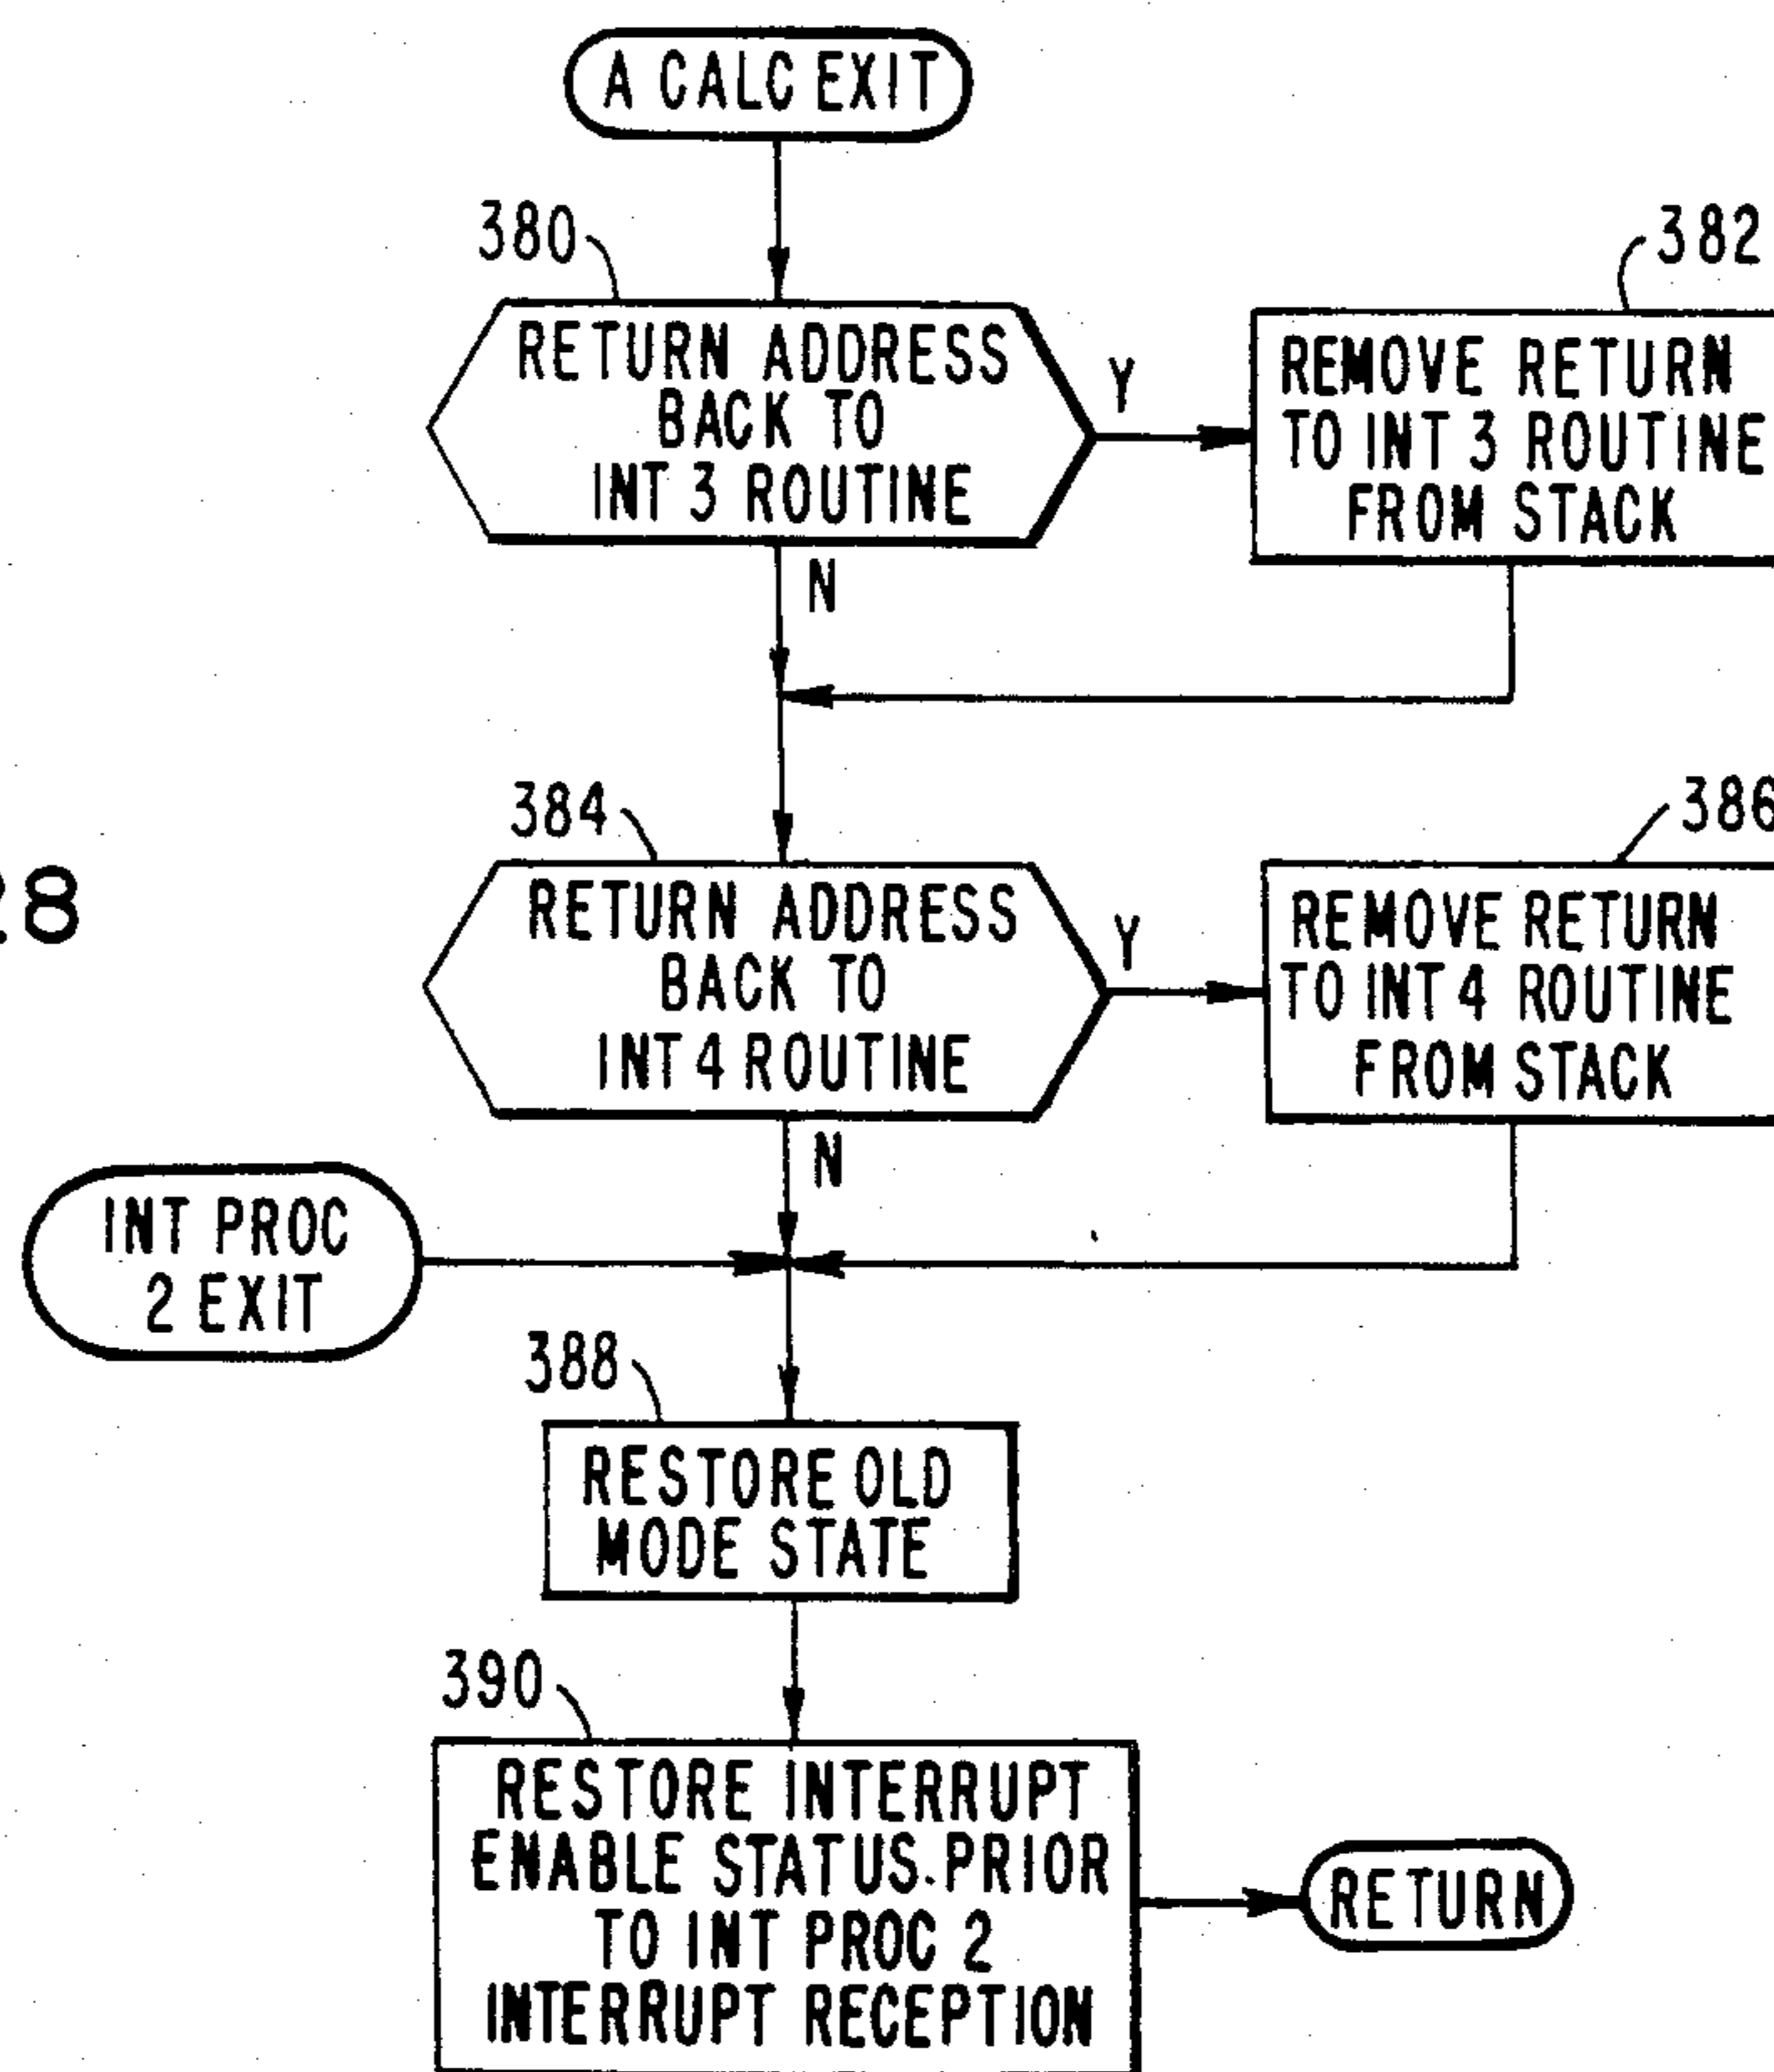 A CALC EXIT
380
RETURN ADDRESS
BACK TO
INT 3 ROUTINE
Y
382
REMOVE RETURN
TO INT 3 ROUTINE
FROM STACK
N
384
RETURN ADDRESS
BACK TO
INT 4 ROUTINE
Y
386
REMOVE RETURN
TO INT 4 ROUTINE
FROM STACK
8
N
INT PROC
2 EXIT
388
RESTORE OLD
MODE STATE
390
RESTORE INTERRUPT
ENABLE STATUS PRIOR
TO INT PROC 2
INTERRUPT RECEPTION
RETURN